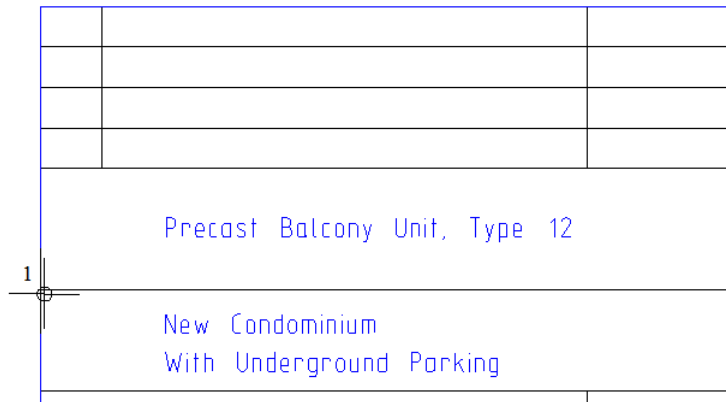 Precast Balcony Unit, Type 12
1
New Condominium
With Underground Parking